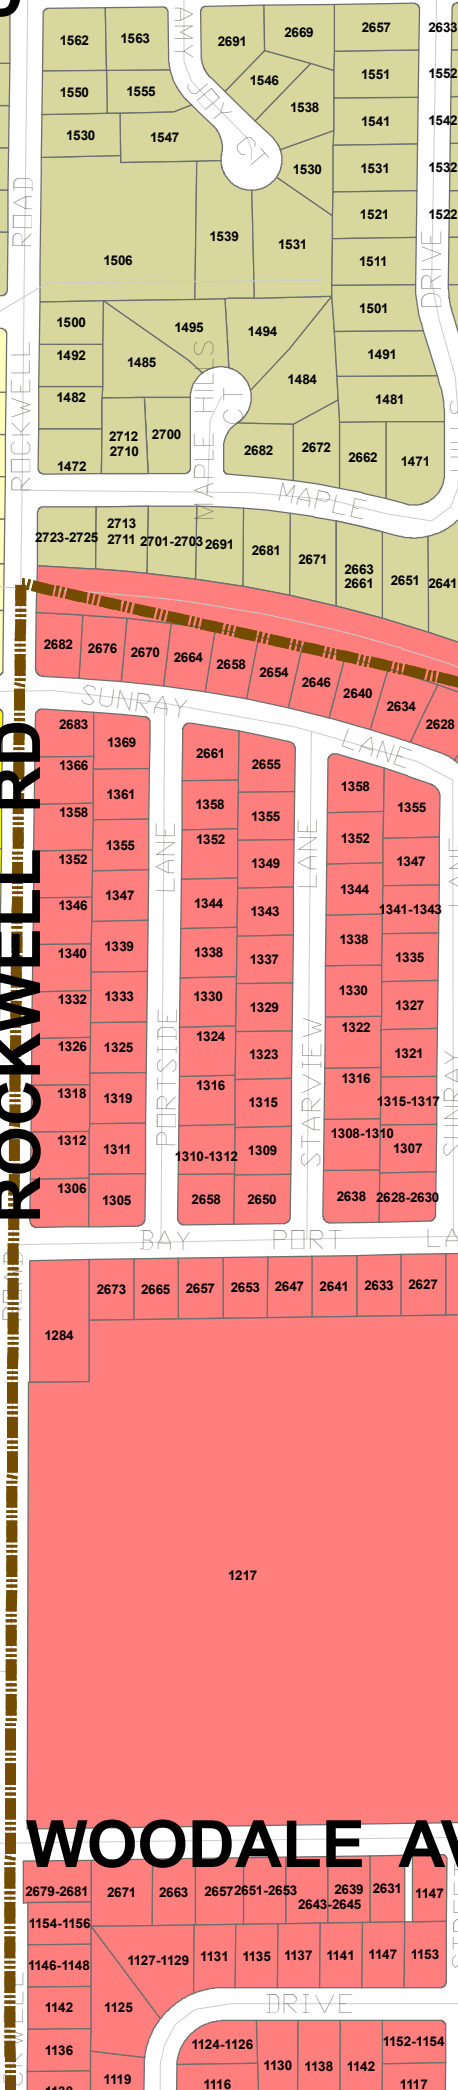 1562 1563 2691 2669 2657 2633
AMY JOY CT
1550 1555 1546 1551 1552
1538
1530 1547 1541 1542
1530 1531 1532
1521 1522
ROAD
1506 1539 1531 1511
DRIVE
1500 1495 1494 1501
1492 1485 1491
1484
1482 1481
ROCKWELL
MAPLE HILLS CT
2712 2700
2710
1472 2682 2672 2662 1471
MAPLE
2723-2725 2713 2701-2703 2691 2681 2671 2663 2651 2641
2711 2661
2682 2676 2670 2664 2658 2654 2646 2640 2634 2628
SUNRAY LANE
2683 1369 2661 2655
1366 1361 1358 1355 1358 1355
1358 1355 1352 1349 1352 1347
1352 1347 1344 1343 1344 1341-1343
1346 1339 1338 1337 1338 1335
1340 1333 1330 1329 1330 1327
1332 1325 1324 1323 1322 1321
1326 1319 1316 1315 1316 1315-1317
1318 1311 1310-1312 1309 1308-1310 1307
1312 1305 2658 2650 2638 2628-2630
1306
ROCKWELL RD
PORTSIDE LANE
STARVIEW LANE
SUNRAY LANE
BAY PORT LA
ROAD
2673 2665 2657 2653 2647 2641 2633 2627
1284
1217
WOODALE AV
2679-2681 2671 2663 2657 2651-2653 2639 2631 1147
2643-2645
STREET
1154-1156 1127-1129 1131 1135 1137 1141 1147 1153
1146-1148
1142 1125
DRIVE
1136 1124-1126 1130 1138 1142 1152-1154
1119 1116 1117